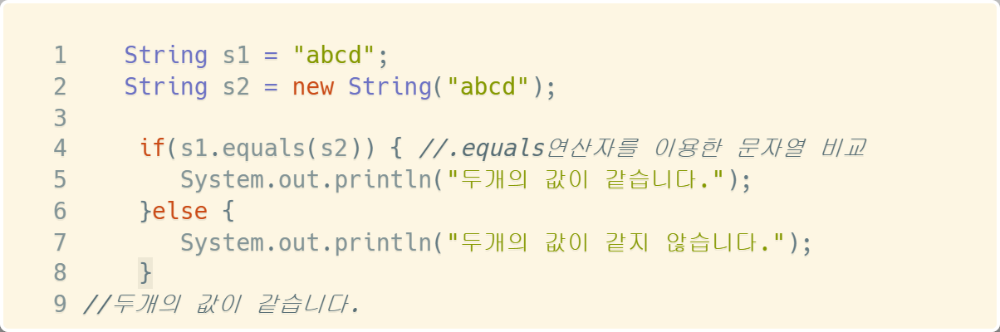 1 String s1 = "abcd";
2 String s2 = new String("abcd");
3
4 if(s1.equals(s2)) { //.equals연산자를 이용한 문자열 비교
5 System.out.println("두개의 값이 같습니다.");
6 }else {
7 System.out.println("두개의 값이 같지 않습니다.");
8 }
9 //두개의 값이 같습니다.